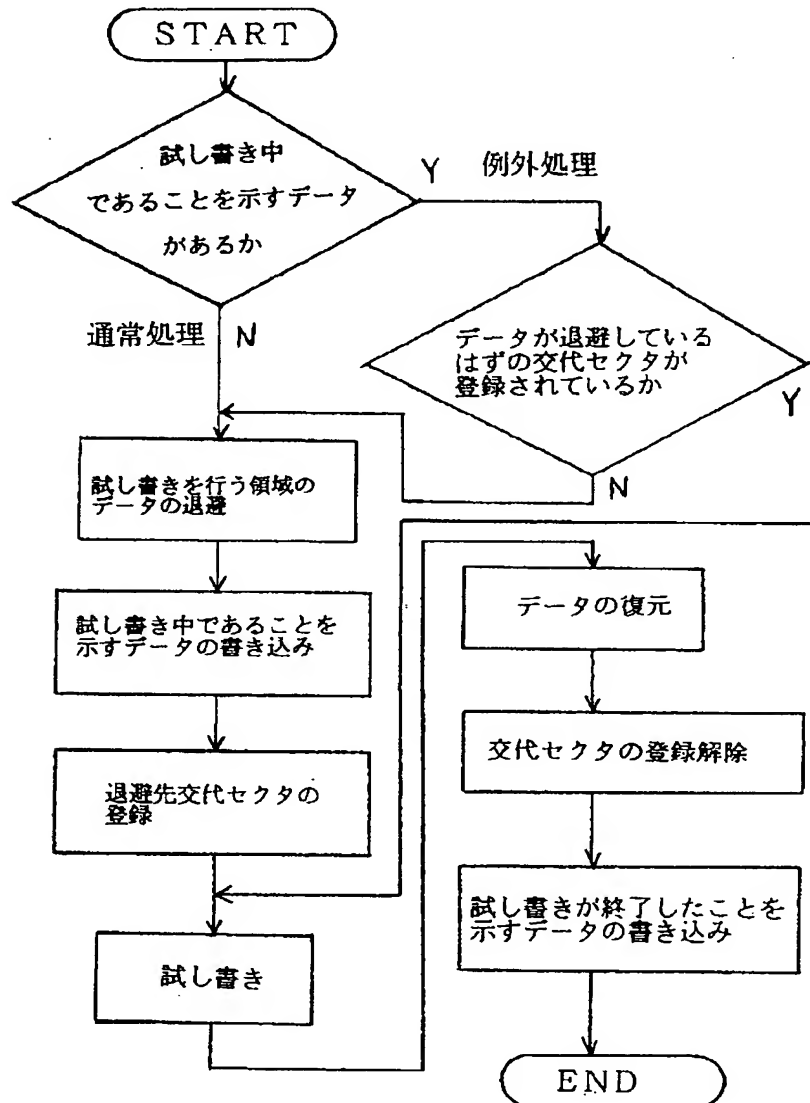 START
試し書き中
であることを示すデータ
があるか
Y 例外処理
通常処理 N
データが退避している
はずの交代セクタが
登録されているか
Y
N
試し書きを行う領域の
データの退避
試し書き中であることを
示すデータの書き込み
退避先交代セクタの
登録
試し書き
データの復元
交代セクタの登録解除
試し書きが終了したことを
示すデータの書き込み
END